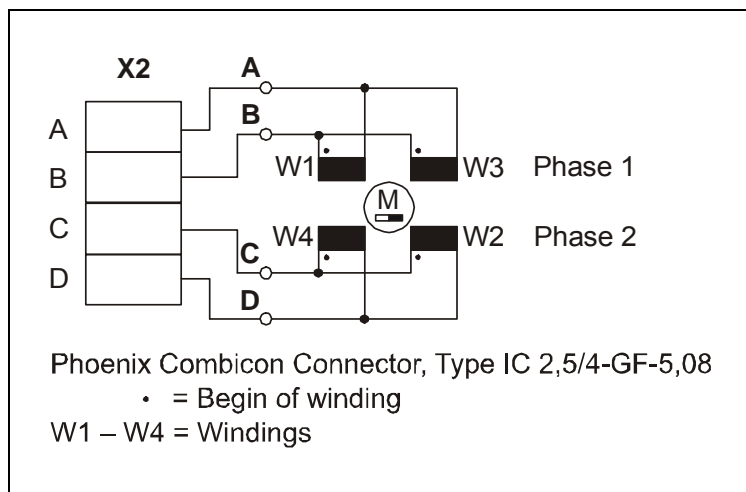 X2
A
B
C
D
A
B
C
D
W1
W3
Phase 1
M
W4
W2
Phase 2
Phoenix Combicon Connector, Type IC 2,5/4-GF-5,08
· = Begin of winding
W1 – W4 = Windings